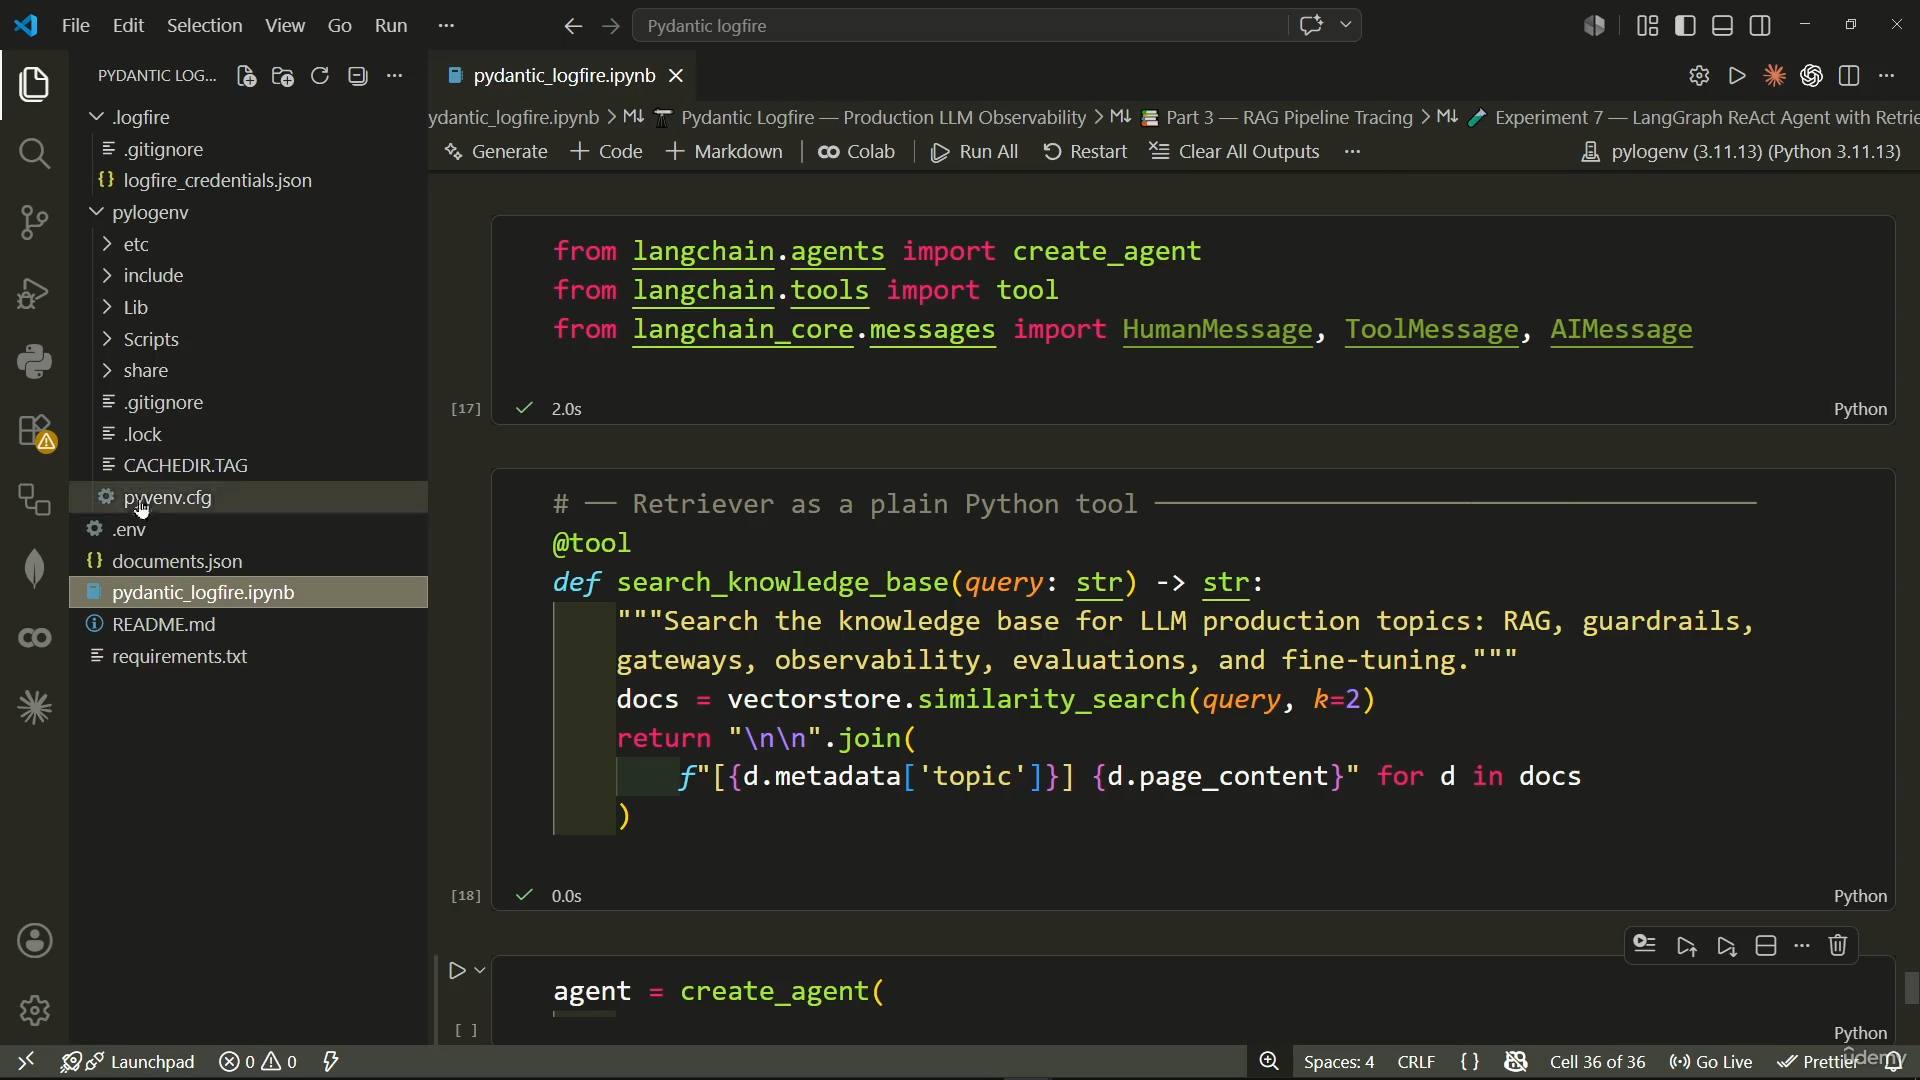 File Edit Selection View Go Run ··· Pydantic logfire
PYDANTIC LOG... ···
.logfire
.gitignore
{} logfire_credentials.json
pylogenv
etc
include
Lib
Scripts
share
.gitignore
.lock
CACHEDIR.TAG
pyvenv.cfg
.env
{} documents.json
pydantic_logfire.ipynb
README.md
requirements.txt
pydantic_logfire.ipynb
ydantic_logfire.ipynb > M↓ Pydantic Logfire — Production LLM Observability > M↓ Part 3 — RAG Pipeline Tracing > M↓ Experiment 7 — LangGraph ReAct Agent with Retrie
Generate + Code + Markdown Colab Run All Restart Clear All Outputs ··· pylogenv (3.11.13) (Python 3.11.13)
from langchain.agents import create_agent
from langchain.tools import tool
from langchain_core.messages import HumanMessage, ToolMessage, AIMessage
[17] 2.0s Python
# — Retriever as a plain Python tool ——————————
@tool
def search_knowledge_base(query: str) -> str:
"""Search the knowledge base for LLM production topics: RAG, guardrails,
gateways, observability, evaluations, and fine-tuning."""
docs = vectorstore.similarity_search(query, k=2)
return "\n\n".join(
f"[{d.metadata['topic']}] {d.page_content}" for d in docs
)
[18] 0.0s Python
agent = create_agent(
[ ] Python
Launchpad 0 0 Spaces: 4 CRLF {} Cell 36 of 36 Go Live Prettier
udemy